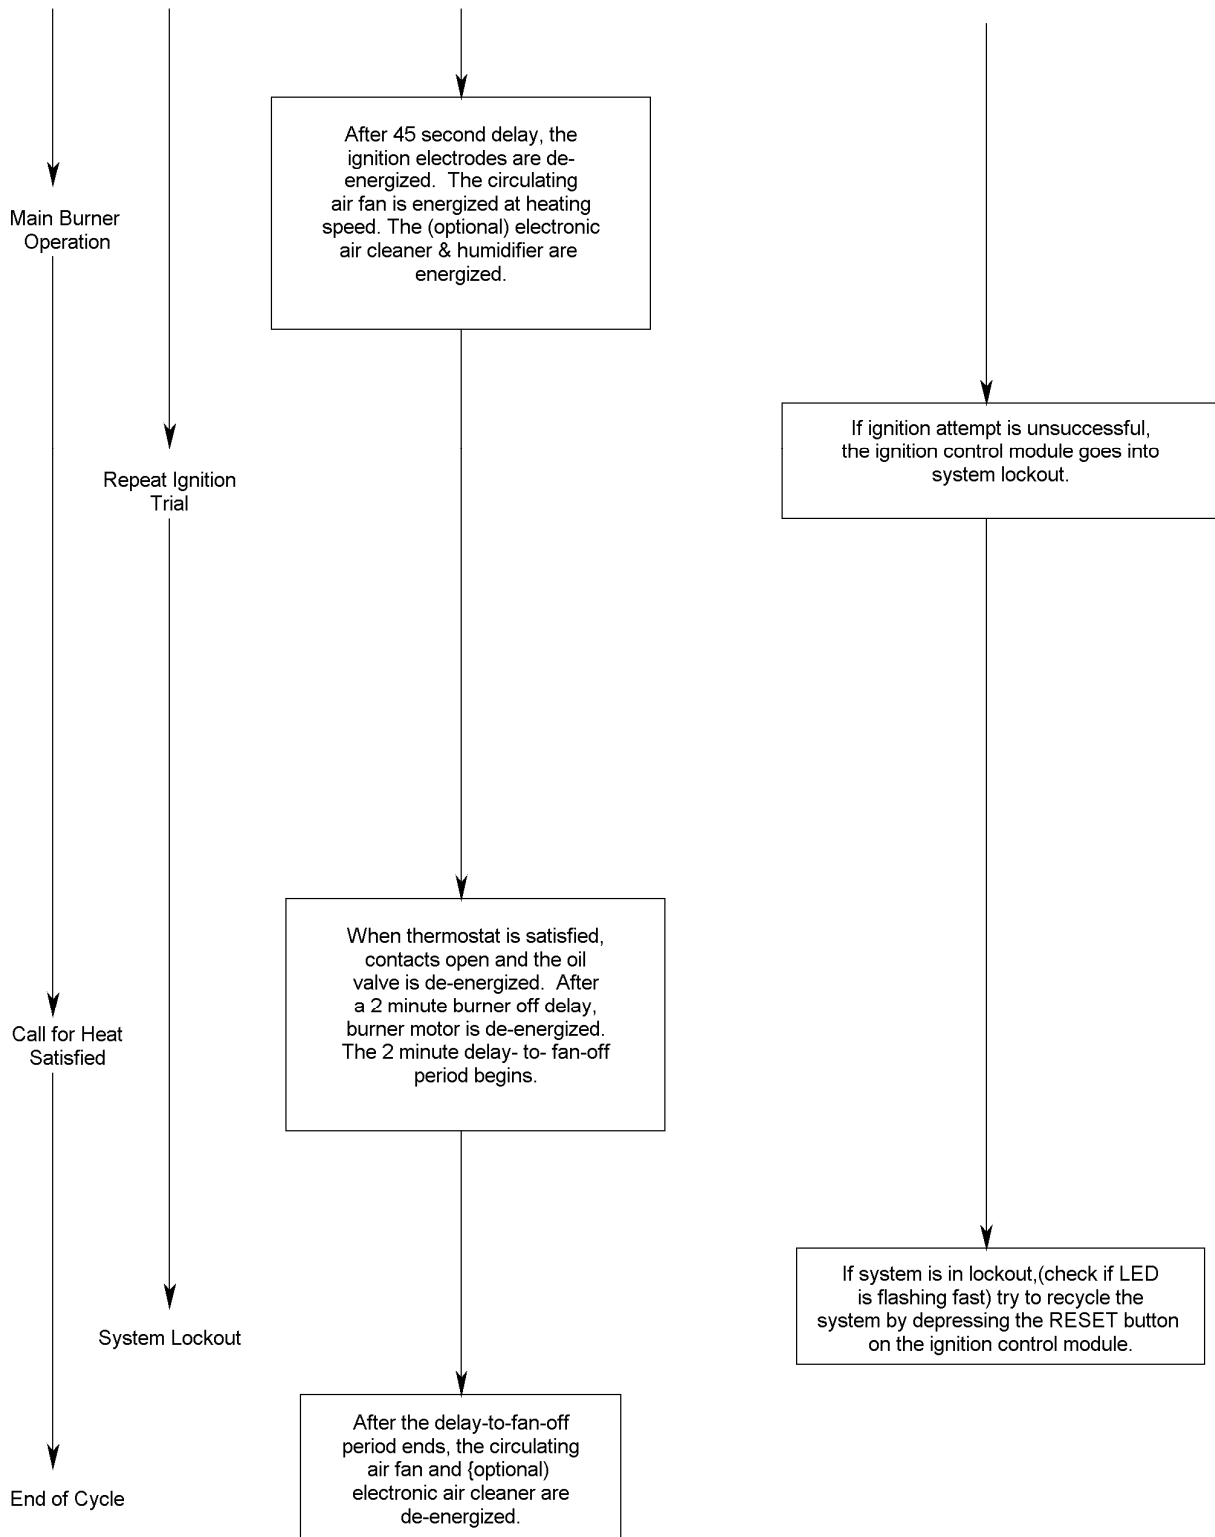 Main Burner
Operation
Repeat Ignition
Trial
Call for Heat
Satisfied
System Lockout
End of Cycle
After 45 second delay, the
ignition electrodes are de-
energized.  The circulating
air fan is energized at heating
speed. The (optional) electronic
air cleaner & humidifier are
energized.
When thermostat is satisfied,
contacts open and the oil
valve is de-energized.  After
a 2 minute burner off delay,
burner motor is de-energized.
The 2 minute delay- to- fan-off
period begins.
After the delay-to-fan-off
period ends, the circulating
air fan and {optional)
electronic air cleaner are
de-energized.
If ignition attempt is unsuccessful,
the ignition control module goes into
system lockout.
If system is in lockout,(check if LED
is flashing fast) try to recycle the
system by depressing the RESET button
on the ignition control module.